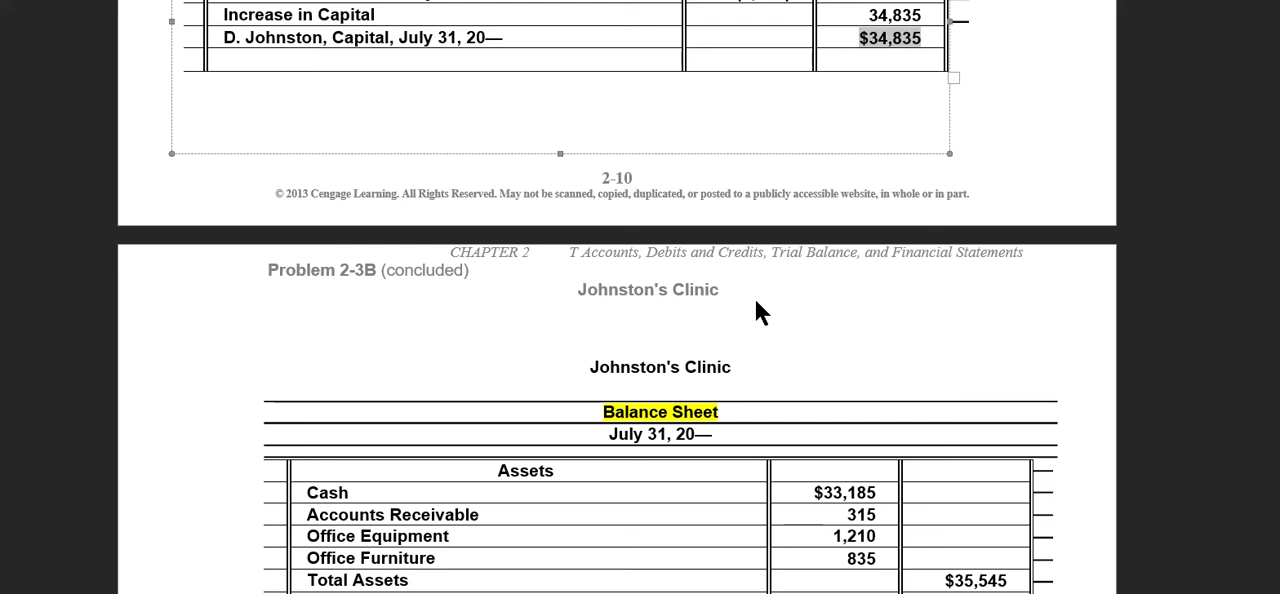 Increase in Capital 34,835
D. Johnston, Capital, July 31, 20— $34,835
2-10
© 2013 Cengage Learning. All Rights Reserved. May not be scanned, copied, duplicated, or posted to a publicly accessible website, in whole or in part.
CHAPTER 2 T Accounts, Debits and Credits, Trial Balance, and Financial Statements
Problem 2-3B (concluded)
Johnston's Clinic
Johnston's Clinic
Balance Sheet
July 31, 20—
Assets
Cash $33,185
Accounts Receivable 315
Office Equipment 1,210
Office Furniture 835
Total Assets $35,545